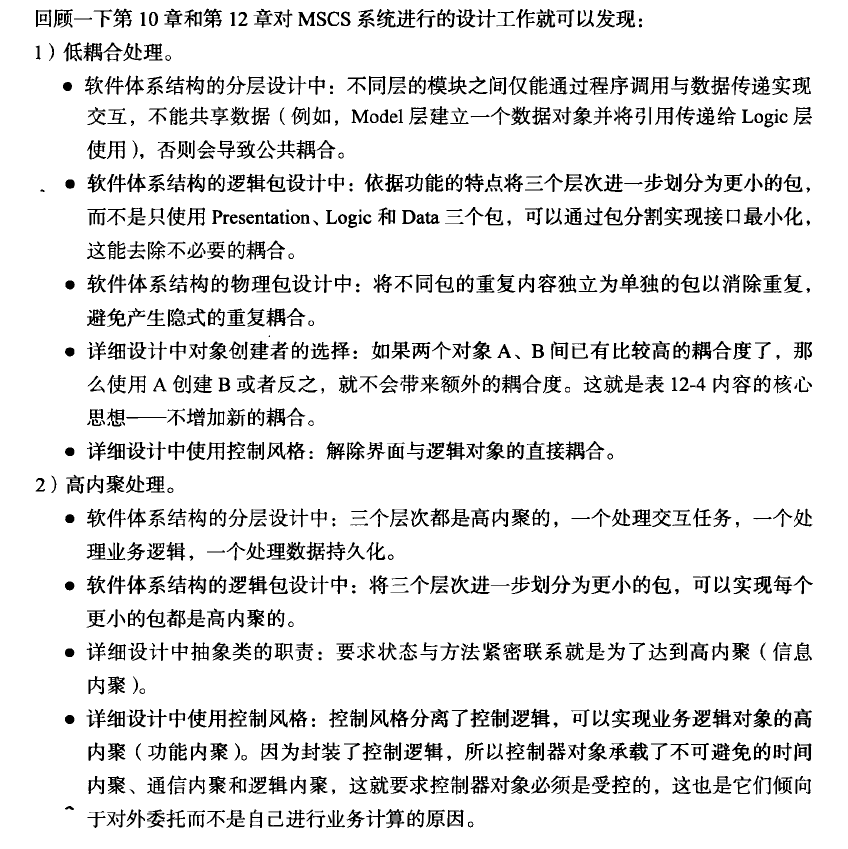 回顾一下第 10 章和第 12 章对 MSCS 系统进行的设计工作就可以发现：
1）低耦合处理。
● 软件体系结构的分层设计中：不同层的模块之间仅能通过程序调用与数据传递实现
交互，不能共享数据（例如，Model 层建立一个数据对象并将引用传递给 Logic 层
使用），否则会导致公共耦合。
● 软件体系结构的逻辑包设计中：依据功能的特点将三个层次进一步划分为更小的包，
而不是只使用 Presentation、Logic 和 Data 三个包，可以通过包分割实现接口最小化，
这能去除不必要的耦合。
● 软件体系结构的物理包设计中：将不同包的重复内容独立为单独的包以消除重复，
避免产生隐式的重复耦合。
● 详细设计中对象创建者的选择：如果两个对象 A、B 间已有比较高的耦合度了，那
么使用 A 创建 B 或者反之，就不会带来额外的耦合度。这就是表 12-4 内容的核心
思想——不增加新的耦合。
● 详细设计中使用控制风格：解除界面与逻辑对象的直接耦合。
2）高内聚处理。
● 软件体系结构的分层设计中：三个层次都是高内聚的，一个处理交互任务，一个处
理业务逻辑，一个处理数据持久化。
● 软件体系结构的逻辑包设计中：将三个层次进一步划分为更小的包，可以实现每个
更小的包都是高内聚的。
● 详细设计中抽象类的职责：要求状态与方法紧密联系就是为了达到高内聚（信息
内聚）。
● 详细设计中使用控制风格：控制风格分离了控制逻辑，可以实现业务逻辑对象的高
内聚（功能内聚）。因为封装了控制逻辑，所以控制器对象承载了不可避免的时间
内聚、通信内聚和逻辑内聚，这就要求控制器对象必须是受控的，这也是它们倾向
于对外委托而不是自己进行业务计算的原因。